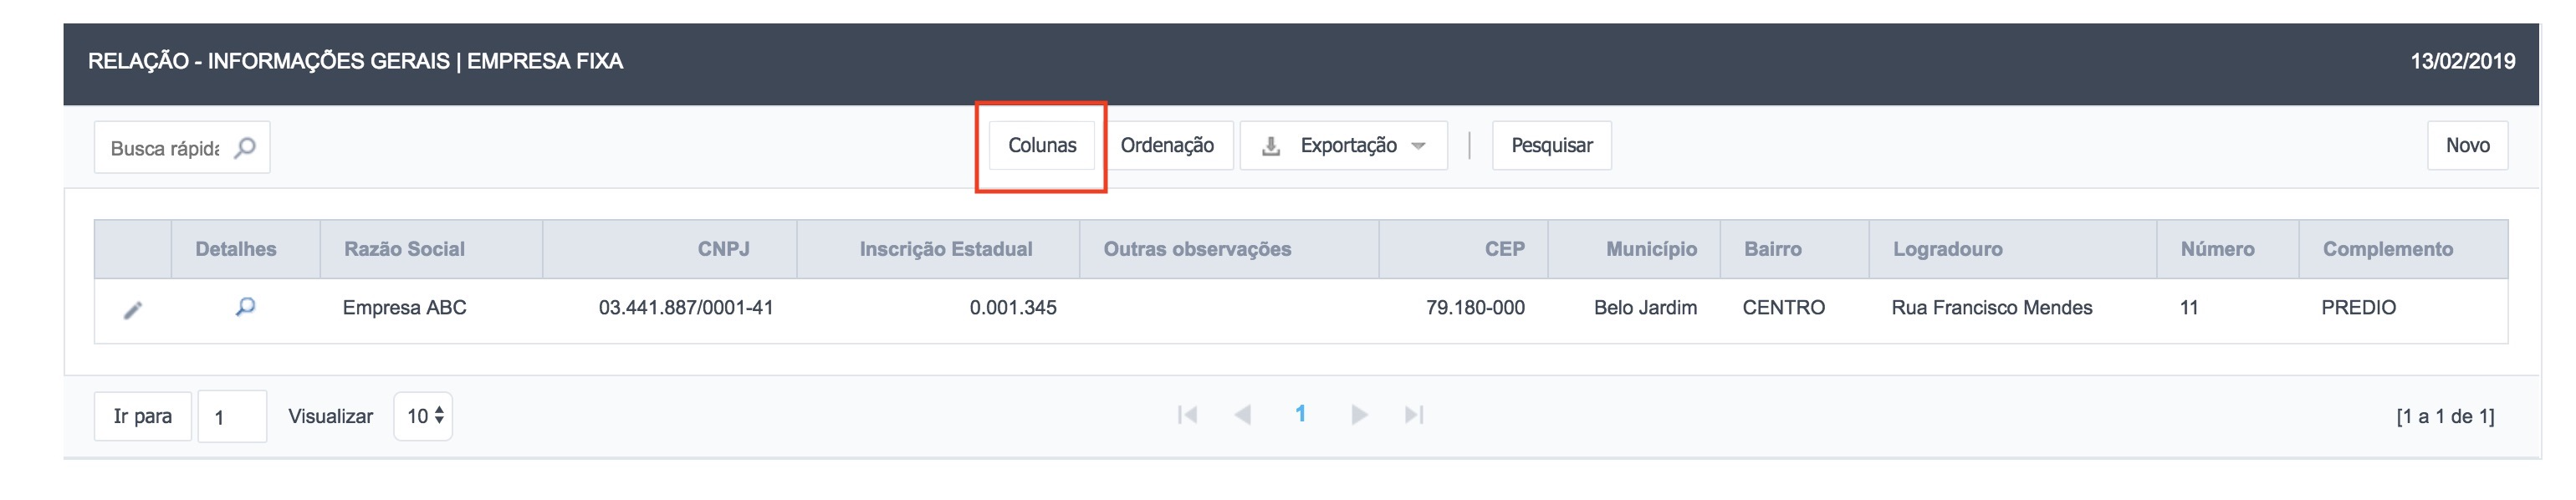 RELAÇÃO - INFORMAÇÕES GERAIS | EMPRESA FIXA 13/02/2019
Busca rápida Colunas Ordenação Exportação | Pesquisar Novo
Detalhes Razão Social CNPJ Inscrição Estadual Outras observações CEP Município Bairro Logradouro Número Complemento
Empresa ABC 03.441.887/0001-41 0.001.345 79.180-000 Belo Jardim CENTRO Rua Francisco Mendes 11 PREDIO
Ir para 1 Visualizar 10 1 [1 a 1 de 1]